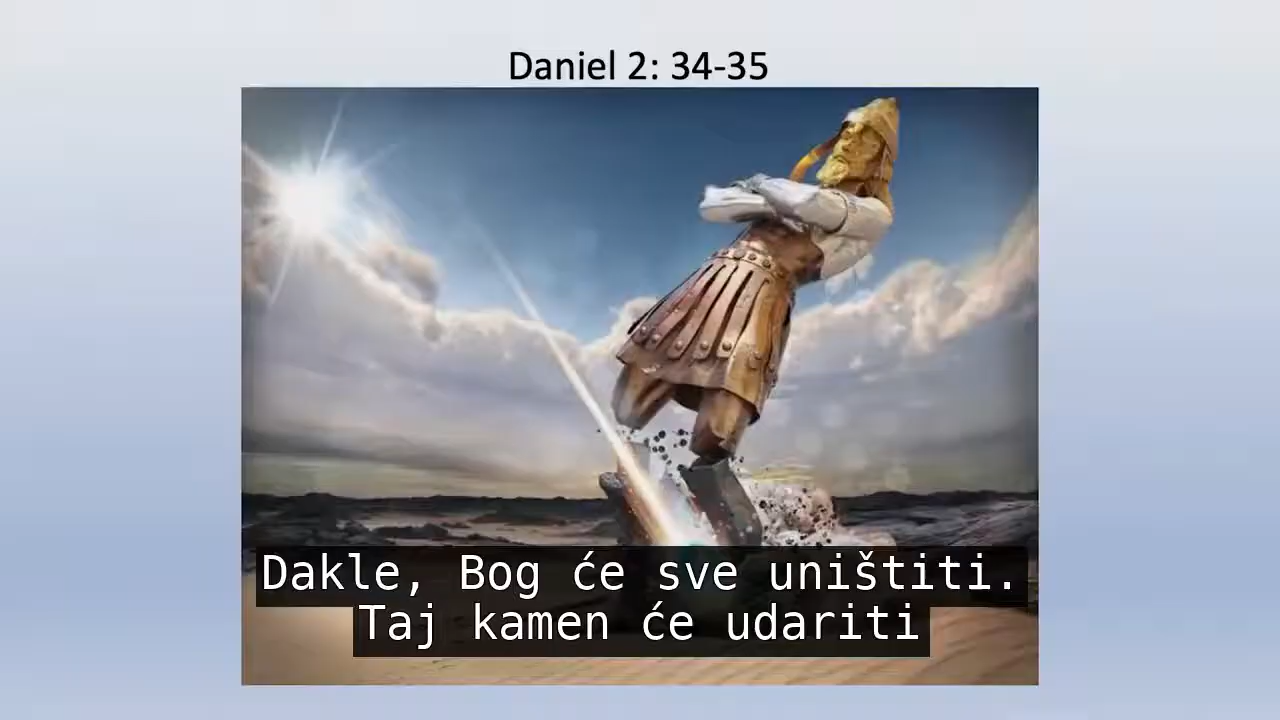 Daniel 2: 34-35
Dakle, Bog će sve uništiti.
Taj kamen će udariti